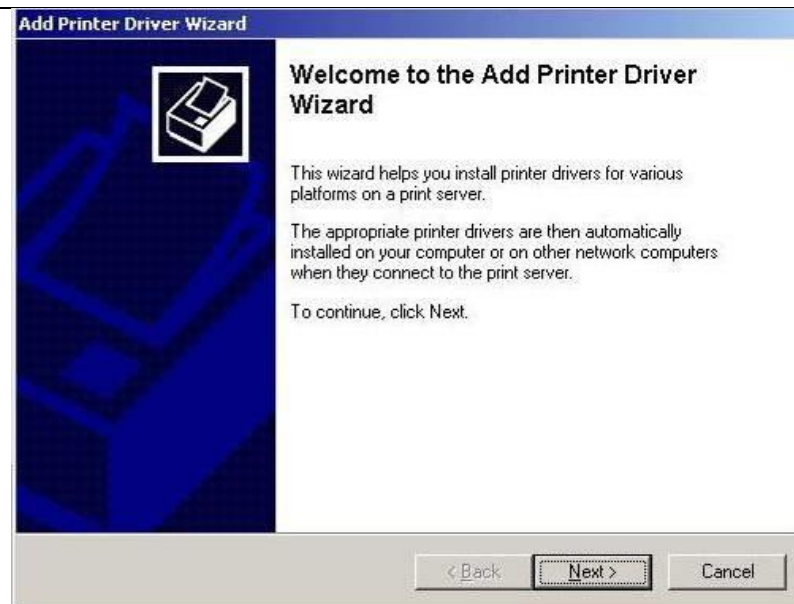 Add Printer Driver Wizard
Welcome to the Add Printer Driver
Wizard
This wizard helps you install printer drivers for various
platforms on a print server.
The appropriate printer drivers are then automatically
installed on your computer or on other network computers
when they connect to the print server.
To continue, click Next.
< Back Next > Cancel